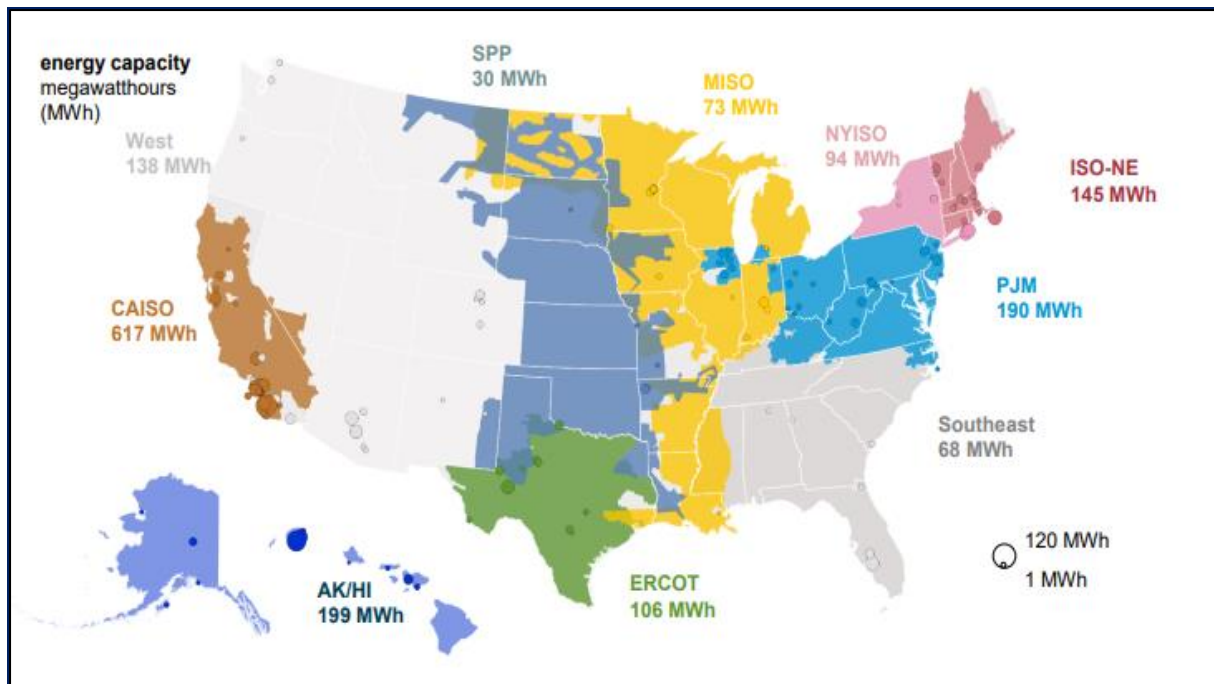 energy capacity
megawatthours
(MWh)
SPP
30 MWh
MISO
73 MWh
West
138 MWh
NYISO
94 MWh
ISO-NE
145 MWh
CAISO
617 MWh
PJM
190 MWh
Southeast
68 MWh
AK/HI
199 MWh
ERCOT
106 MWh
120 MWh
1 MWh